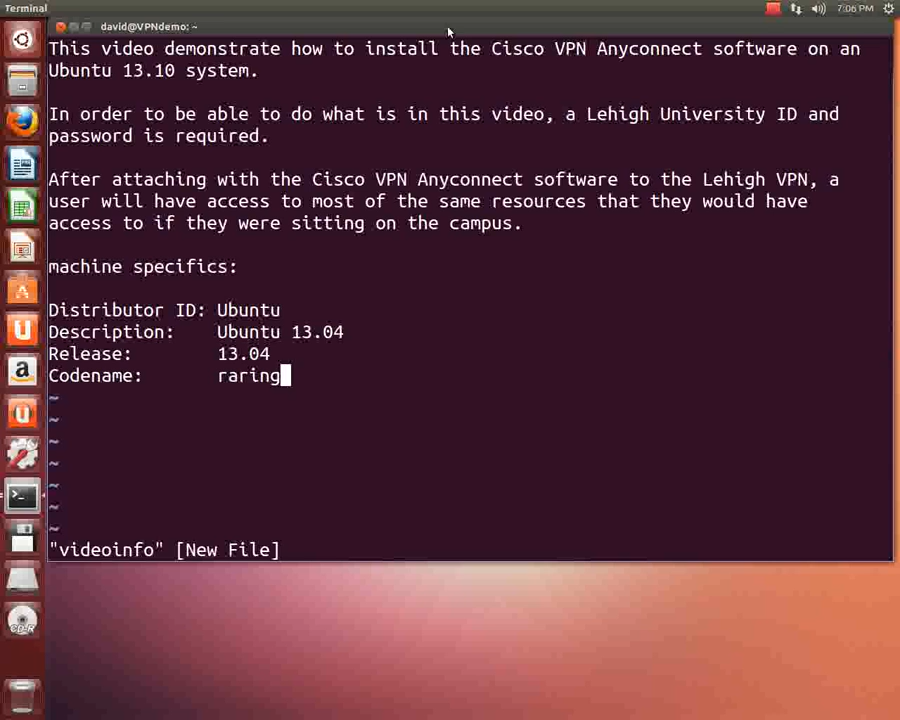 Terminal
7:06 PM
david@VPNdemo: ~
This video demonstrate how to install the Cisco VPN Anyconnect software on an
Ubuntu 13.10 system.
In order to be able to do what is in this video, a Lehigh University ID and
password is required.
After attaching with the Cisco VPN Anyconnect software to the Lehigh VPN, a
user will have access to most of the same resources that they would have
access to if they were sitting on the campus.
machine specifics:
Distributor ID: Ubuntu
Description: Ubuntu 13.04
Release: 13.04
Codename: raring
~
~
~
~
~
~
~
"videoinfo" [New File]
CD-R